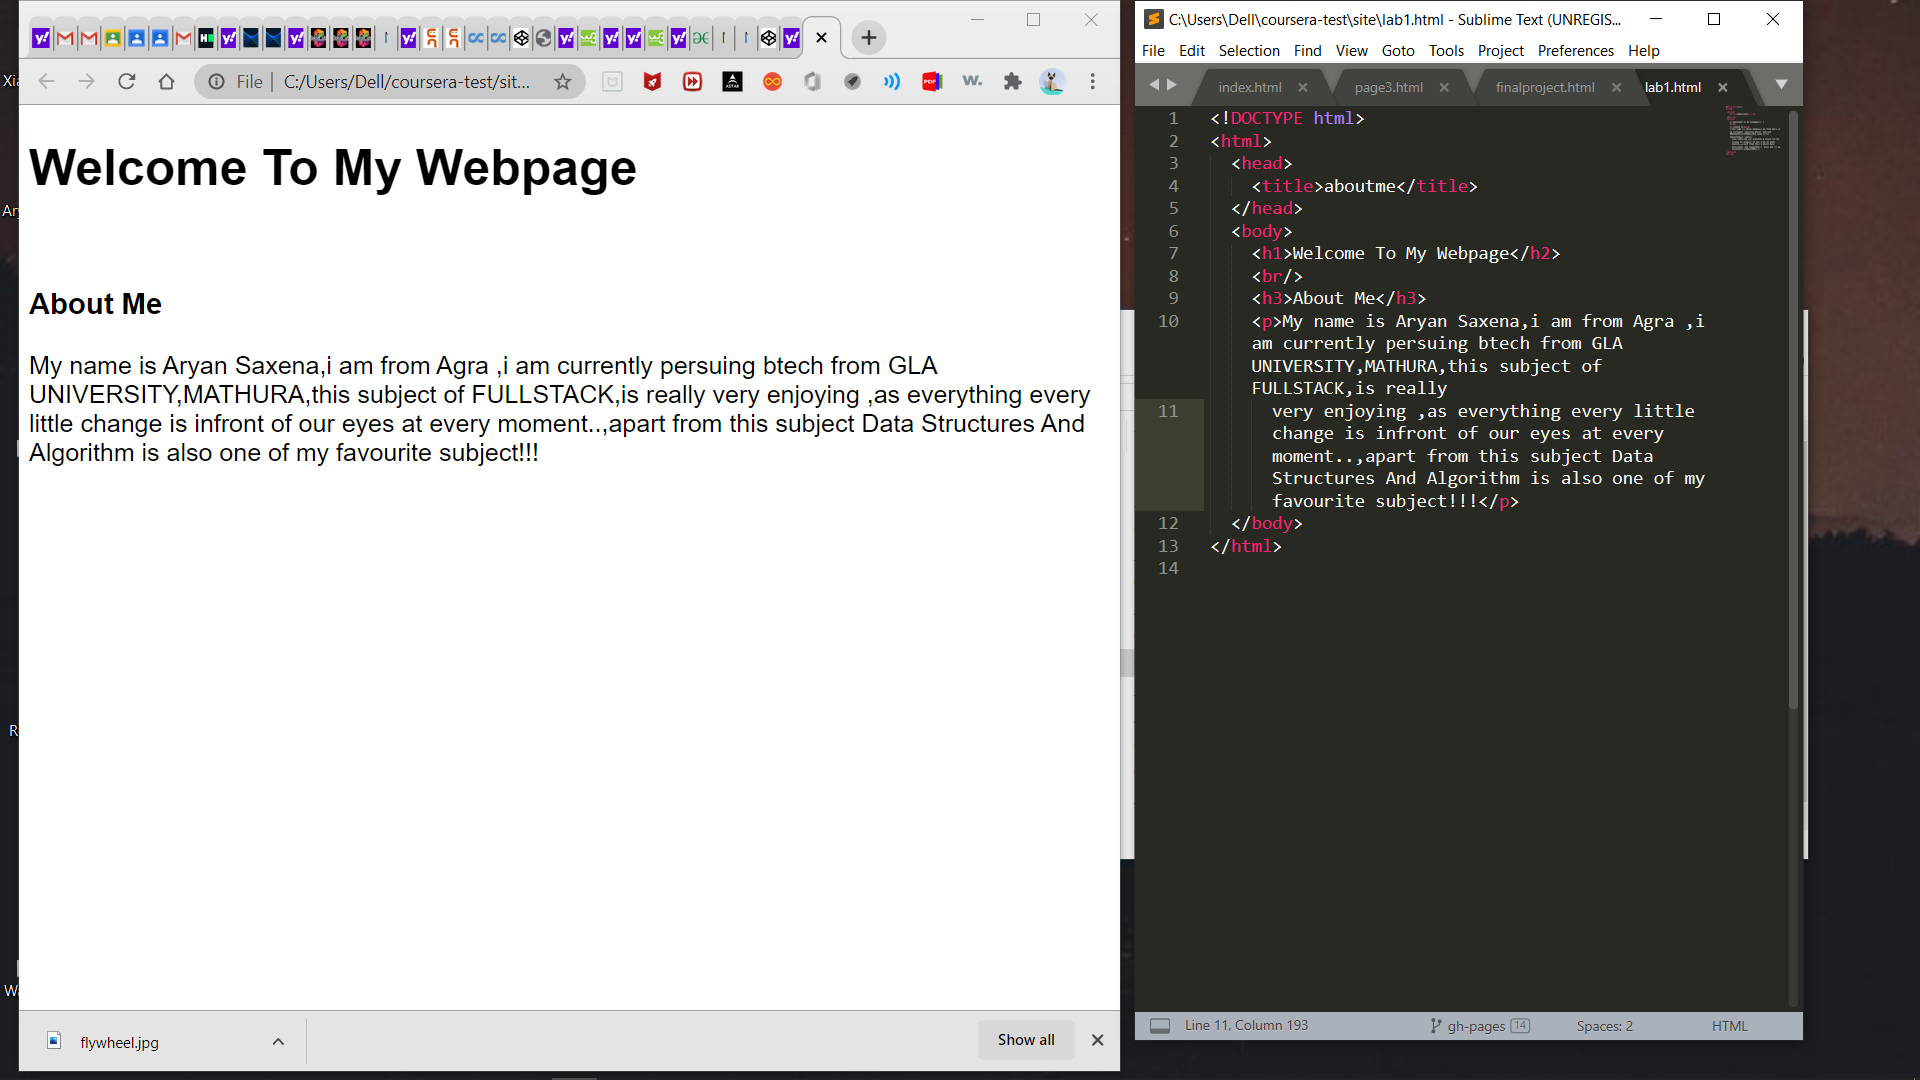 File
C:/Users/Dell/coursera-test/sit...
Welcome To My Webpage
About Me
My name is Aryan Saxena,i am from Agra ,i am currently persuing btech from GLA
UNIVERSITY,MATHURA,this subject of FULLSTACK,is really very enjoying ,as everything every
little change is infront of our eyes at every moment..,apart from this subject Data Structures And
Algorithm is also one of my favourite subject!!!
flywheel.jpg
Show all
C:\Users\Dell\coursera-test\site\lab1.html - Sublime Text (UNREGIS...
File Edit Selection Find View Goto Tools Project Preferences Help
index.html page3.html finalproject.html lab1.html
1 <!DOCTYPE html>
2 <html>
3 <head>
4 <title>aboutme</title>
5 </head>
6 <body>
7 <h1>Welcome To My Webpage</h2>
8 <br/>
9 <h3>About Me</h3>
10 <p>My name is Aryan Saxena,i am from Agra ,i
am currently persuing btech from GLA
UNIVERSITY,MATHURA,this subject of
FULLSTACK,is really
11 very enjoying ,as everything every little
change is infront of our eyes at every
moment..,apart from this subject Data
Structures And Algorithm is also one of my
favourite subject!!!</p>
12 </body>
13 </html>
14
Line 11, Column 193
gh-pages 14
Spaces: 2
HTML